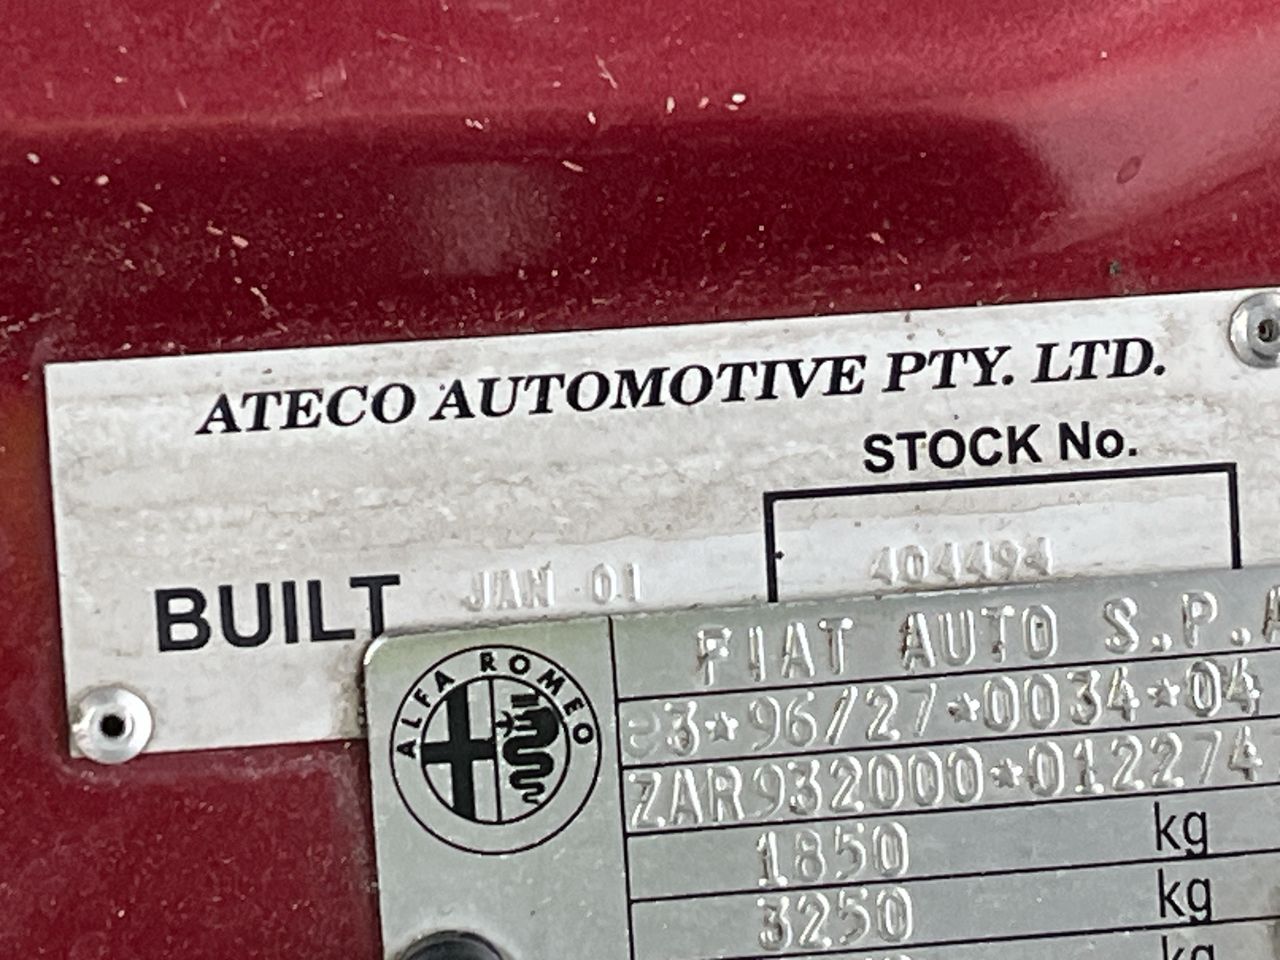 ATECO AUTOMOTIVE PTY. LTD.
STOCK No.
BUILT JAN 01 404494
ALFA ROMEO
FIAT AUTO S.P.A
e3*96/27*0034*04
ZAR932000*012274
1850 kg
3250 kg
kg